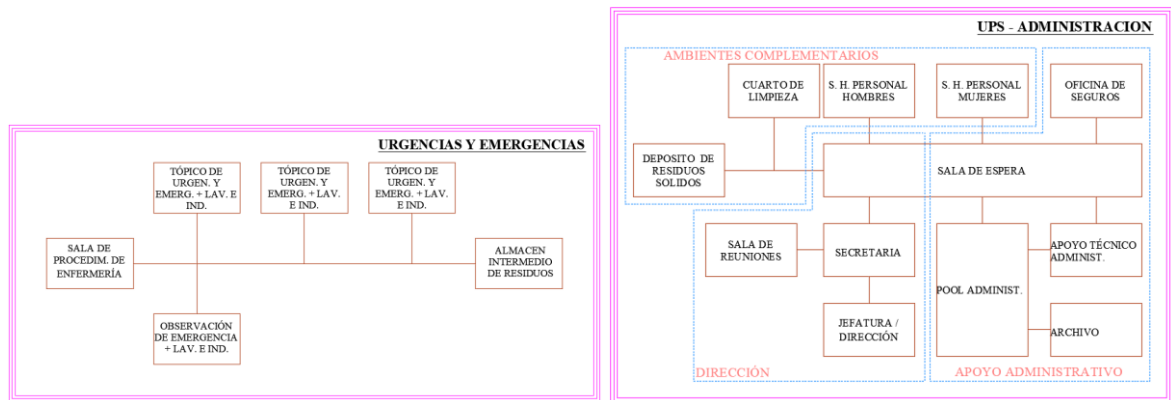 URGENCIAS Y EMERGENCIAS
TÓPICO DE
URGEN. Y
EMERG. + LAV. E
IND.
TÓPICO DE
URGEN. Y
EMERG. + LAV.
E IND.
TÓPICO DE
URGEN. Y
EMERG. + LAV. E
IND.
SALA DE
PROCEDIM. DE
ENFERMERÍA
ALMACEN
INTERMEDIO
DE RESIDUOS
OBSERVACIÓN
DE EMERGENCIA
+ LAV. E IND.
UPS - ADMINISTRACION
AMBIENTES COMPLEMENTARIOS
CUARTO DE
LIMPIEZA
S. H. PERSONAL
HOMBRES
S. H. PERSONAL
MUJERES
OFICINA DE
SEGUROS
DEPOSITO DE
RESIDUOS
SOLIDOS
SALA DE ESPERA
SALA DE
REUNIONES
SECRETARIA
POOL ADMINIST.
APOYO TÉCNICO
ADMINIST.
JEFATURA /
DIRECCIÓN
ARCHIVO
DIRECCIÓN
APOYO ADMINISTRATIVO